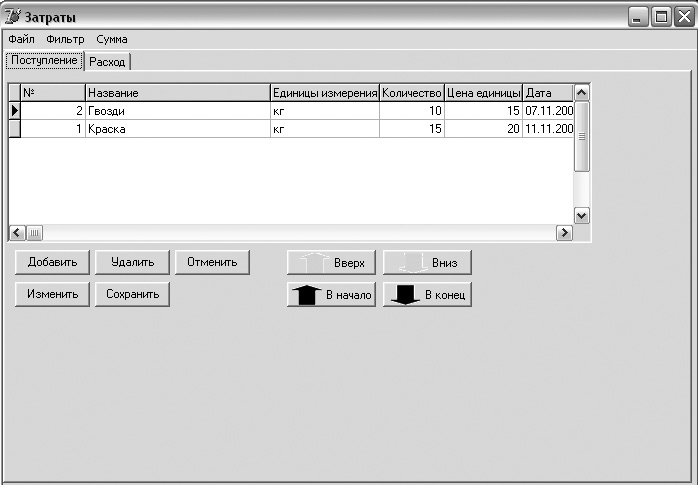 Затраты
Файл Фильтр Сумма
Поступление Расход
№ Название Единицы измерения Количество Цена единицы Дата
2 Гвозди кг 10 15 07.11.200
1 Краска кг 15 20 11.11.200
Добавить Удалить Отменить Вверх Вниз
Изменить Сохранить В начало В конец